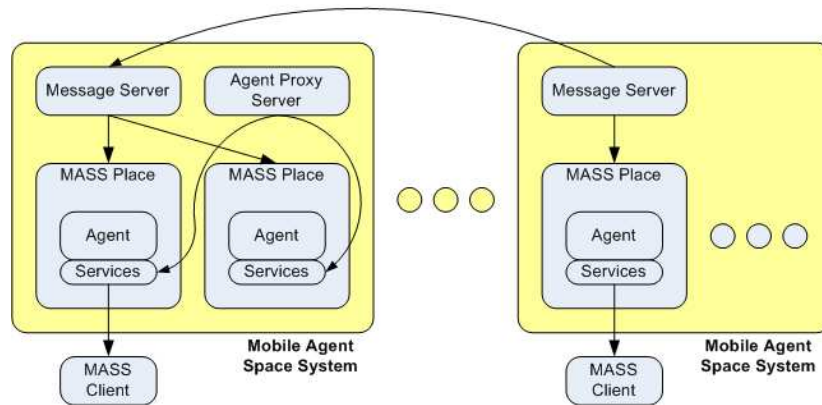 Message Server
Agent Proxy
Server
MASS Place
Agent
Services
MASS Place
Agent
Services
Mobile Agent
Space System
MASS
Client
Message Server
MASS Place
Agent
Services
Mobile Agent
Space System
MASS
Client